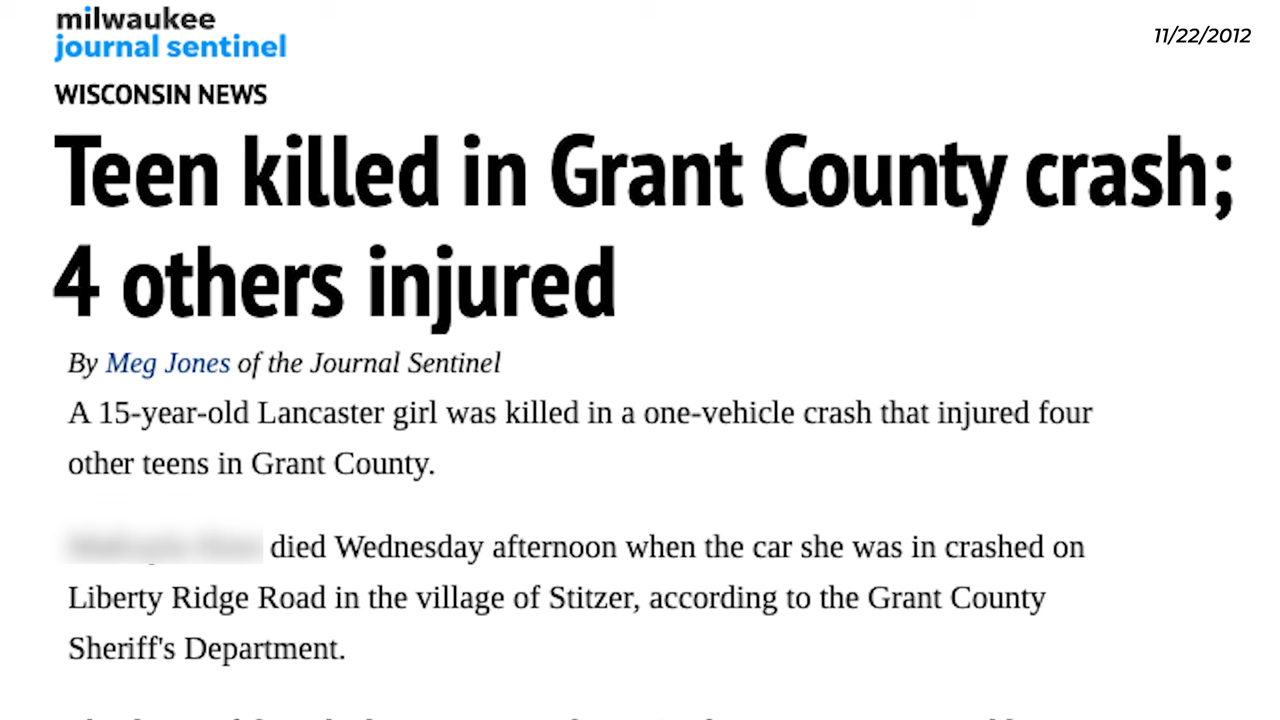 milwaukee
journal sentinel
11/22/2012
WISCONSIN NEWS
Teen killed in Grant County crash;
4 others injured
By Meg Jones of the Journal Sentinel
A 15-year-old Lancaster girl was killed in a one-vehicle crash that injured four
other teens in Grant County.
died Wednesday afternoon when the car she was in crashed on
Liberty Ridge Road in the village of Stitzer, according to the Grant County
Sheriff's Department.